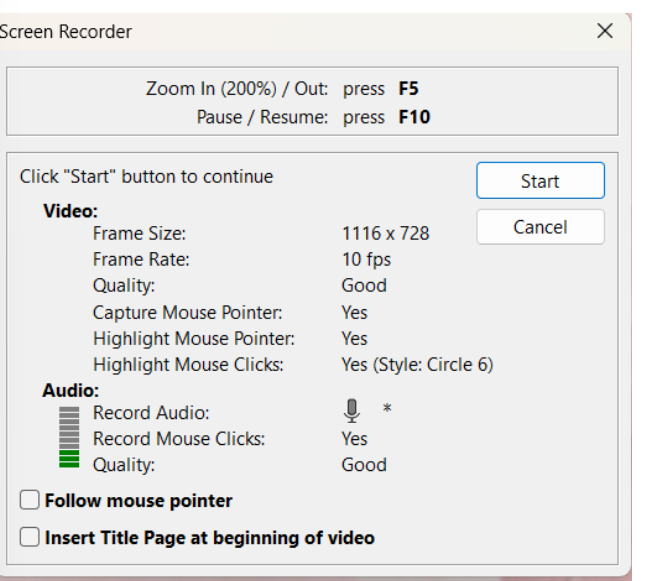 Screen Recorder
Zoom In (200%) / Out: press F5
Pause / Resume: press F10
Click "Start" button to continue
Start
Cancel
Video:
Frame Size: 1116 x 728
Frame Rate: 10 fps
Quality: Good
Capture Mouse Pointer: Yes
Highlight Mouse Pointer: Yes
Highlight Mouse Clicks: Yes (Style: Circle 6)
Audio:
Record Audio: *
Record Mouse Clicks: Yes
Quality: Good
Follow mouse pointer
Insert Title Page at beginning of video